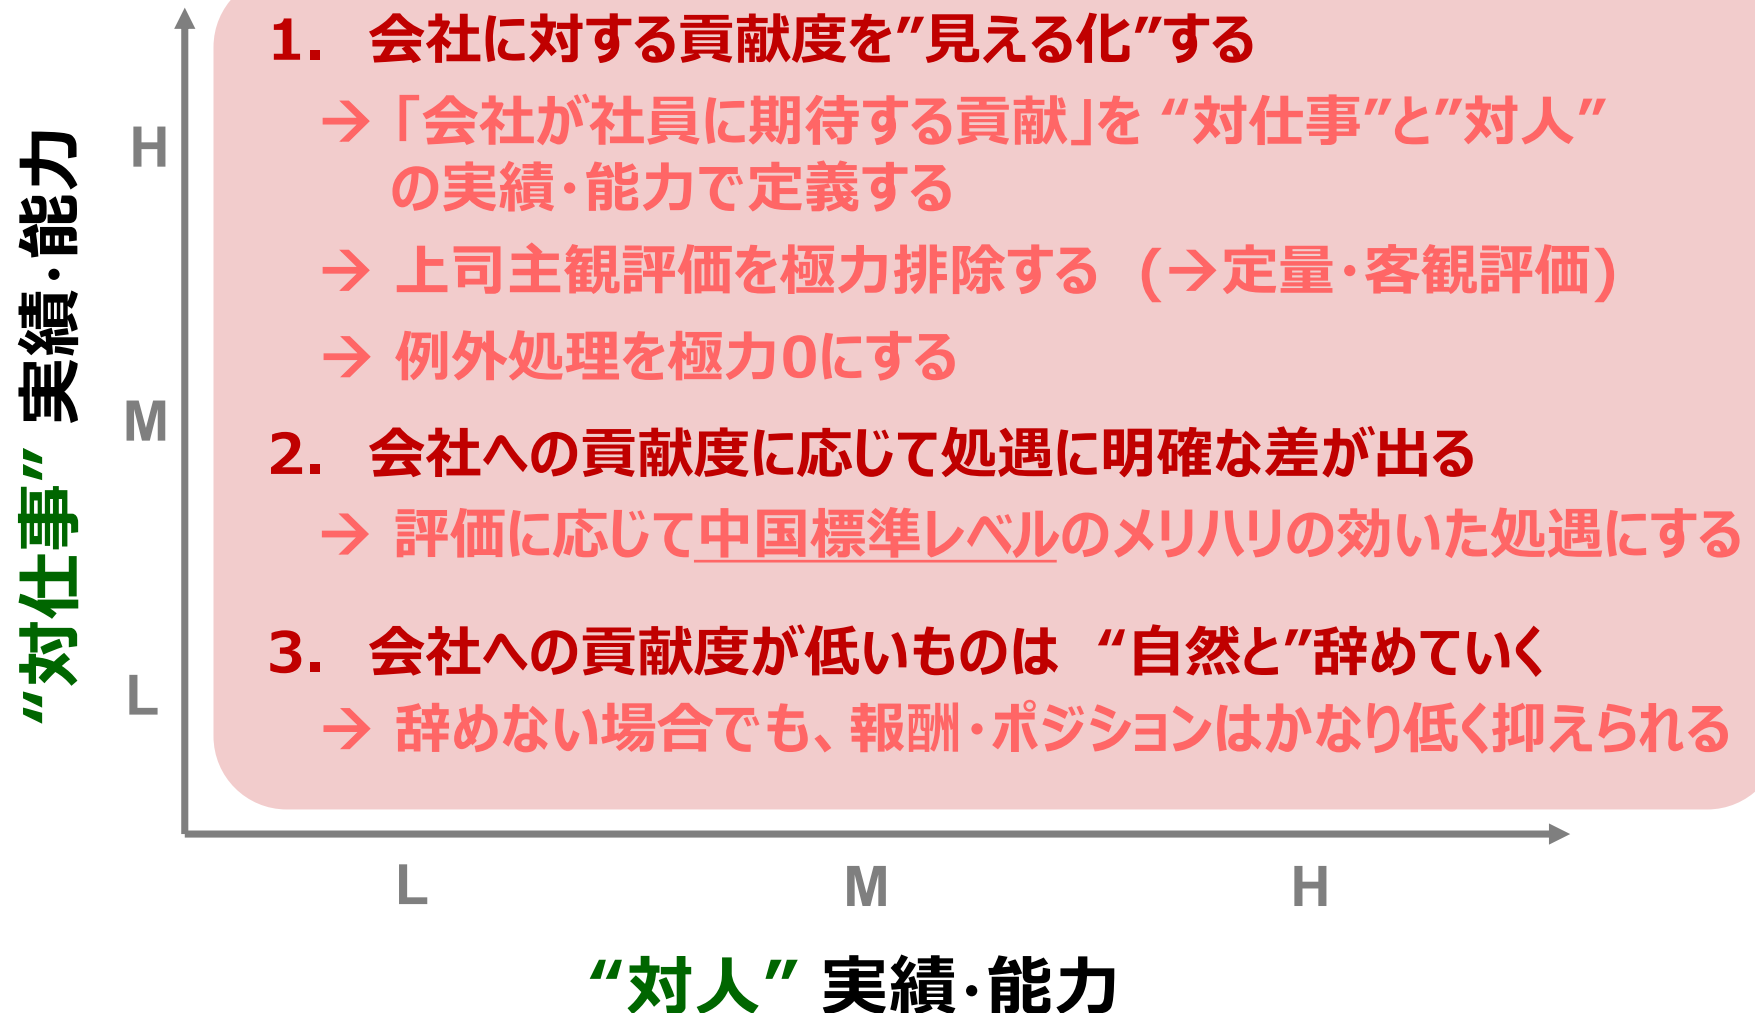 1. 会社に対する貢献度を”見える化”する
→「会社が社員に期待する貢献」を “対仕事”と”対人”
の実績・能力で定義する
→ 上司主観評価を極力排除する (→定量・客観評価)
→ 例外処理を極力0にする
2. 会社への貢献度に応じて処遇に明確な差が出る
→ 評価に応じて中国標準レベルのメリハリの効いた処遇にする
3. 会社への貢献度が低いものは “自然と”辞めていく
→ 辞めない場合でも、報酬・ポジションはかなり低く抑えられる
“対仕事” 実績・能力
H
M
L
L
M
H
“対人” 実績・能力